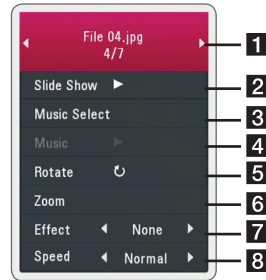 File 04.jpg
4/7
1
Slide Show
2
Music Select
3
Music
4
Rotate
5
Zoom
6
Effect None
7
Speed Normal
8